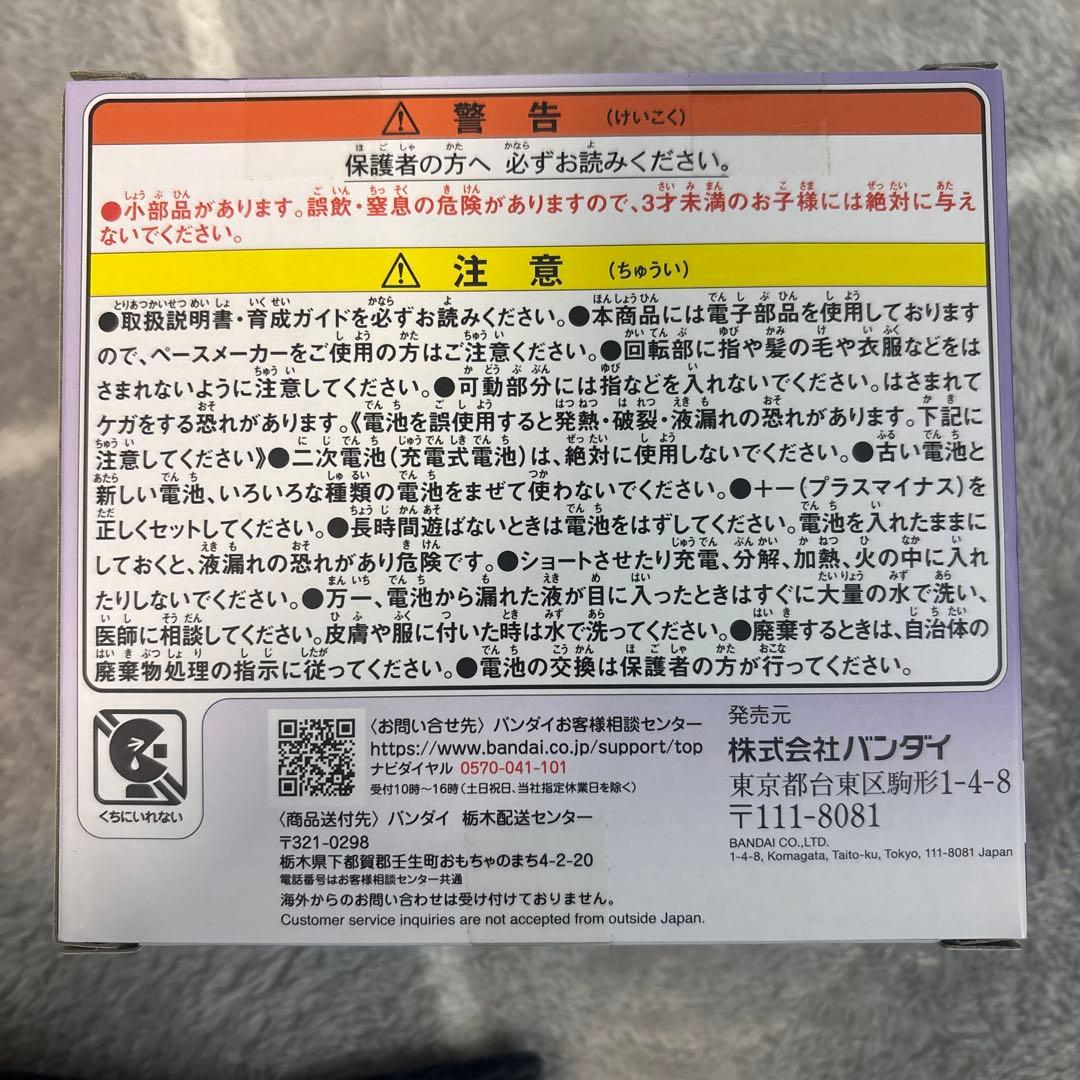 警告 (けいこく)
保護者の方へ 必ずお読みください。
●小部品があります。誤飲・窒息の危険がありますので、3才未満のお子様には絶対に与え
ないでください。
注意 (ちゅうい)
●取扱説明書・育成ガイドを必ずお読みください。●本商品には電子部品を使用しております
ので、ペースメーカーをご使用の方はご注意ください。●回転部に指や髪の毛や衣服などをは
さまれないように注意してください。●可動部分には指などを入れないでください。はさまれて
ケガをする恐れがあります。《電池を誤使用すると発熱・破裂・液漏れの恐れがあります。下記に
注意してください》●二次電池(充電式電池)は、絶対に使用しないでください。●古い電池と
新しい電池、いろいろな種類の電池をまぜて使わないでください。●+−(プラスマイナス)を
正しくセットしてください。●長時間遊ばないときは電池をはずしてください。電池を入れたままに
しておくと、液漏れの恐れがあり危険です。●ショートさせたり充電、分解、加熱、火の中に入れ
たりしないでください。●万一、電池から漏れた液が目に入ったときはすぐに大量の水で洗い、
医師に相談してください。皮膚や服に付いた時は水で洗ってください。●廃棄するときは、自治体の
廃棄物処理の指示に従ってください。●電池の交換は保護者の方が行ってください。
くちにいれない
〈お問い合せ先〉バンダイお客様相談センター
https://www.bandai.co.jp/support/top
ナビダイヤル 0570-041-101
受付10時〜16時(土日祝日、当社指定休業日を除く)
〈商品送付先〉バンダイ 栃木配送センター
〒321-0298
栃木県下都賀郡壬生町おもちゃのまち4-2-20
電話番号はお客様相談センター共通
海外からのお問い合わせは受け付けておりません。
Customer service inquiries are not accepted from outside Japan.
発売元
株式会社バンダイ
東京都台東区駒形1-4-8
〒111-8081
BANDAI CO.,LTD.
1-4-8, Komagata, Taito-ku, Tokyo, 111-8081 Japan